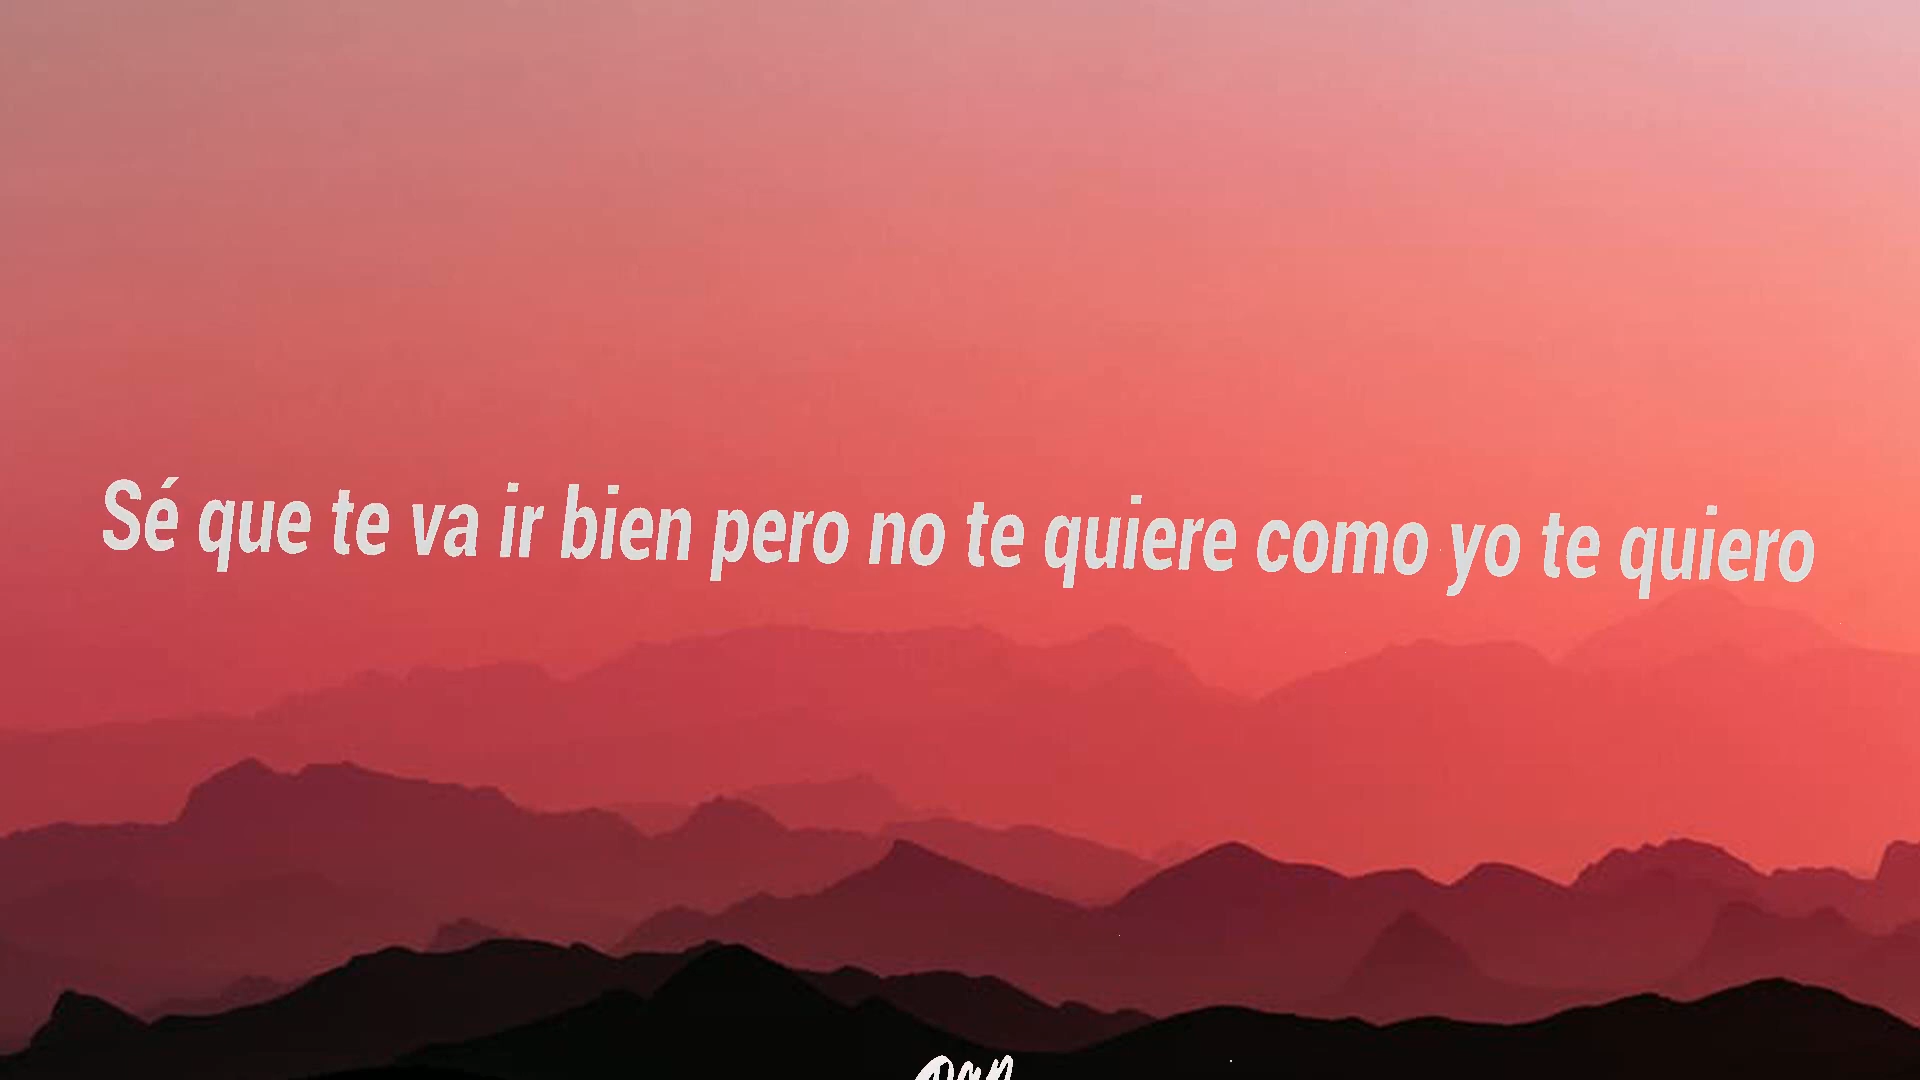 Sé que te va ir bien pero no te quiere como yo te quiero